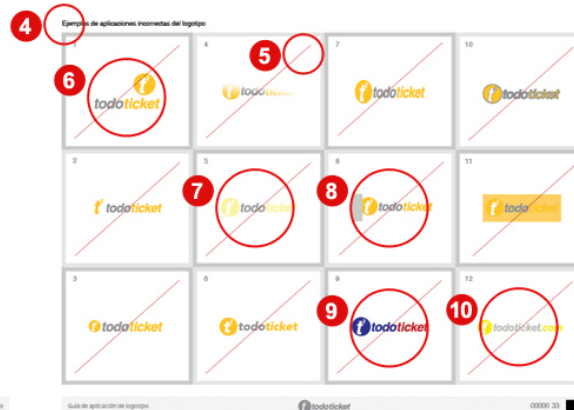 4
Ejemplos de aplicaciones incorrectas del logotipo
5
1
4
7
10
6
todoticket
todoticket
todoticket
todoticket
2
5
8
11
7
8
todoticket
todoticket
todoticket
todoticket
3
6
9
12
9
10
todoticket
todoticket
todoticket
todoticket.com
Guía de aplicación de logotipo
todoticket
00000 33